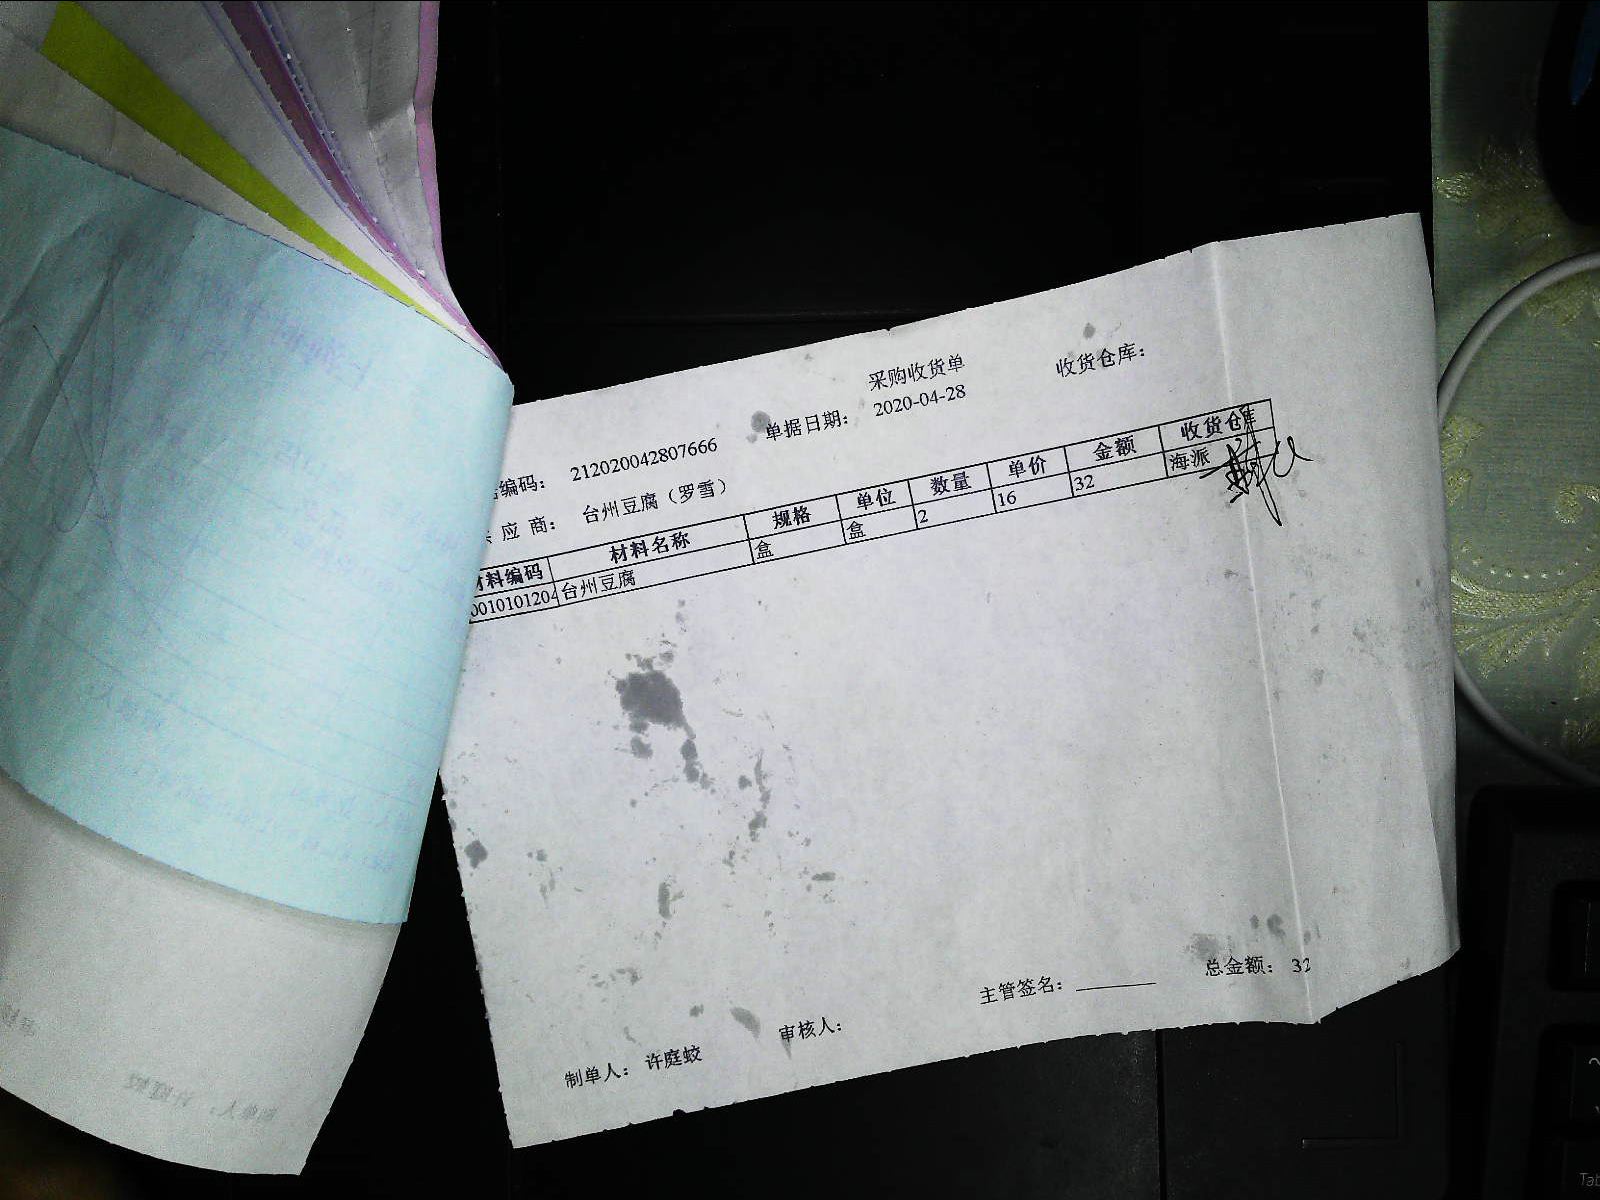 采购收货单
收货仓库：
编码： 212020042807666 单据日期： 2020-04-28
应 商： 台州豆腐（罗雪）
材料编码 材料名称 规格 单位 数量 单价 金额 收货仓库
0010101204 台州豆腐 盒 盒 2 16 32 海派
制单人： 许庭蛟 审核人： 主管签名： 总金额： 32